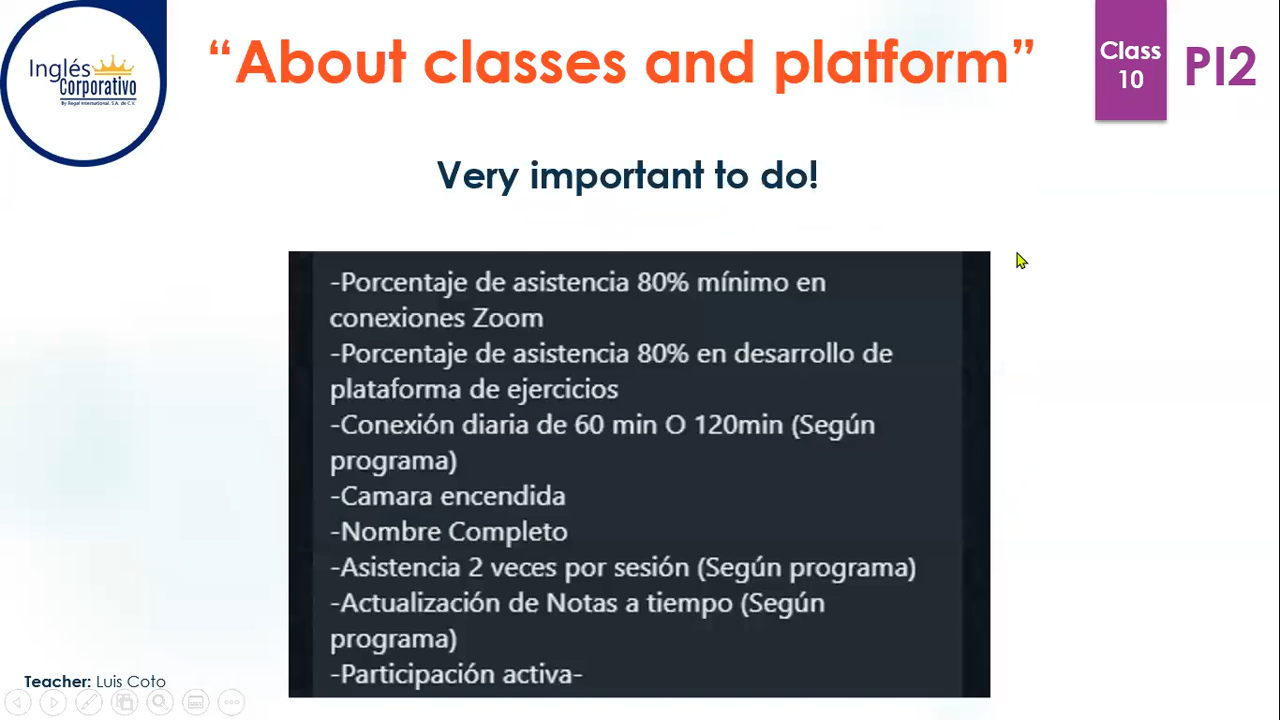 Inglés
Corporativo
By Regal International, S.A. de C.V.
“About classes and platform”
Class
10
PI2
Very important to do!
-Porcentaje de asistencia 80% mínimo en
conexiones Zoom
-Porcentaje de asistencia 80% en desarrollo de
plataforma de ejercicios
-Conexión diaria de 60 min O 120min (Según
programa)
-Camara encendida
-Nombre Completo
-Asistencia 2 veces por sesión (Según programa)
-Actualización de Notas a tiempo (Según
programa)
-Participación activa-
Teacher: Luis Coto